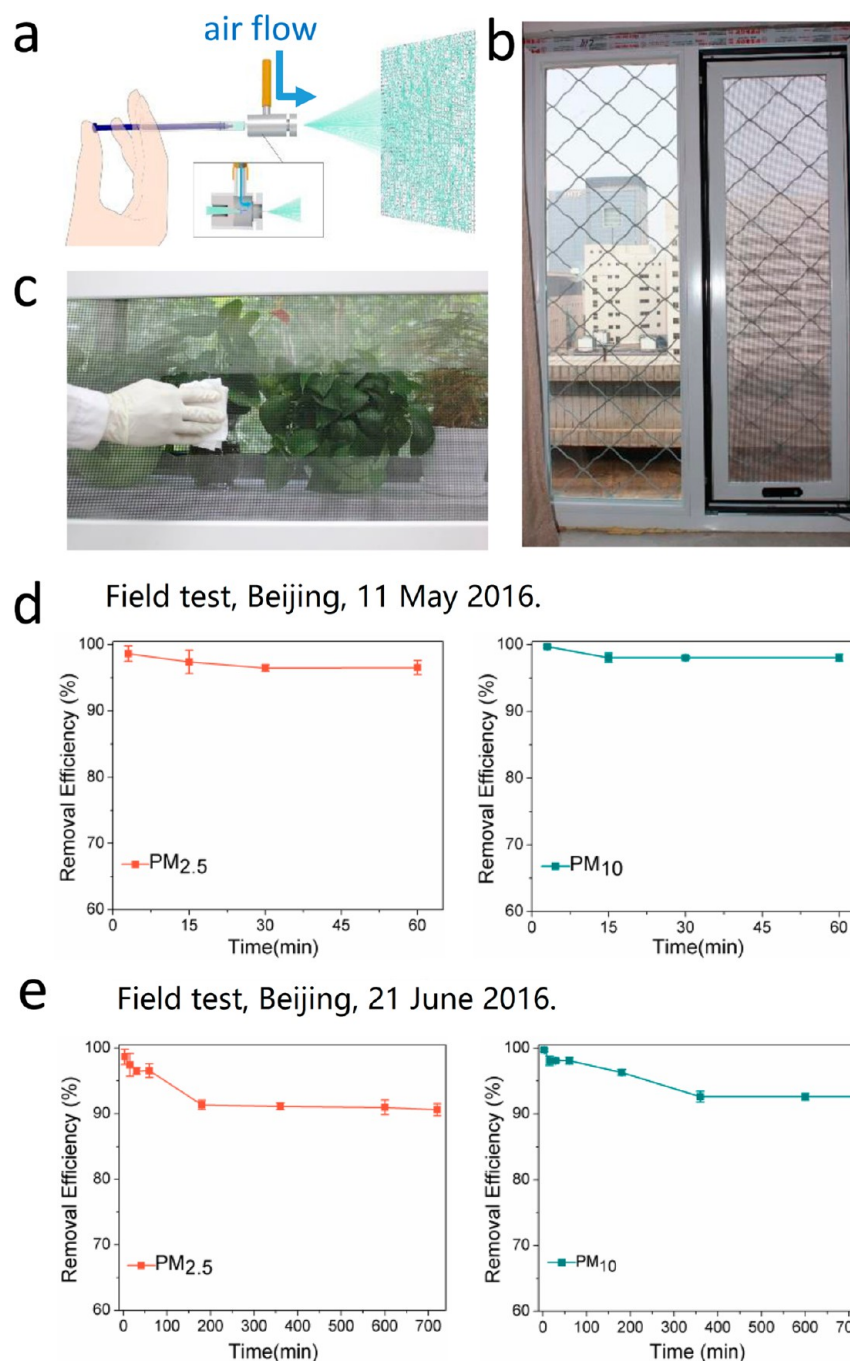 a
air flow
b
c
d
Field test, Beijing, 11 May 2016.
Removal Efficiency (%)
100
90
80
70
60
PM2.5
0 15 30 45 60
Time(min)
Removal Efficiency (%)
100
90
80
70
60
PM10
0 15 30 45 60
Time(min)
e
Field test, Beijing, 21 June 2016.
Removal Efficiency (%)
100
90
80
70
60
PM2.5
0 100 200 300 400 500 600 700
Time(min)
Removal Efficiency (%)
100
90
80
70
60
PM10
0 100 200 300 400 500 600
Time (min)